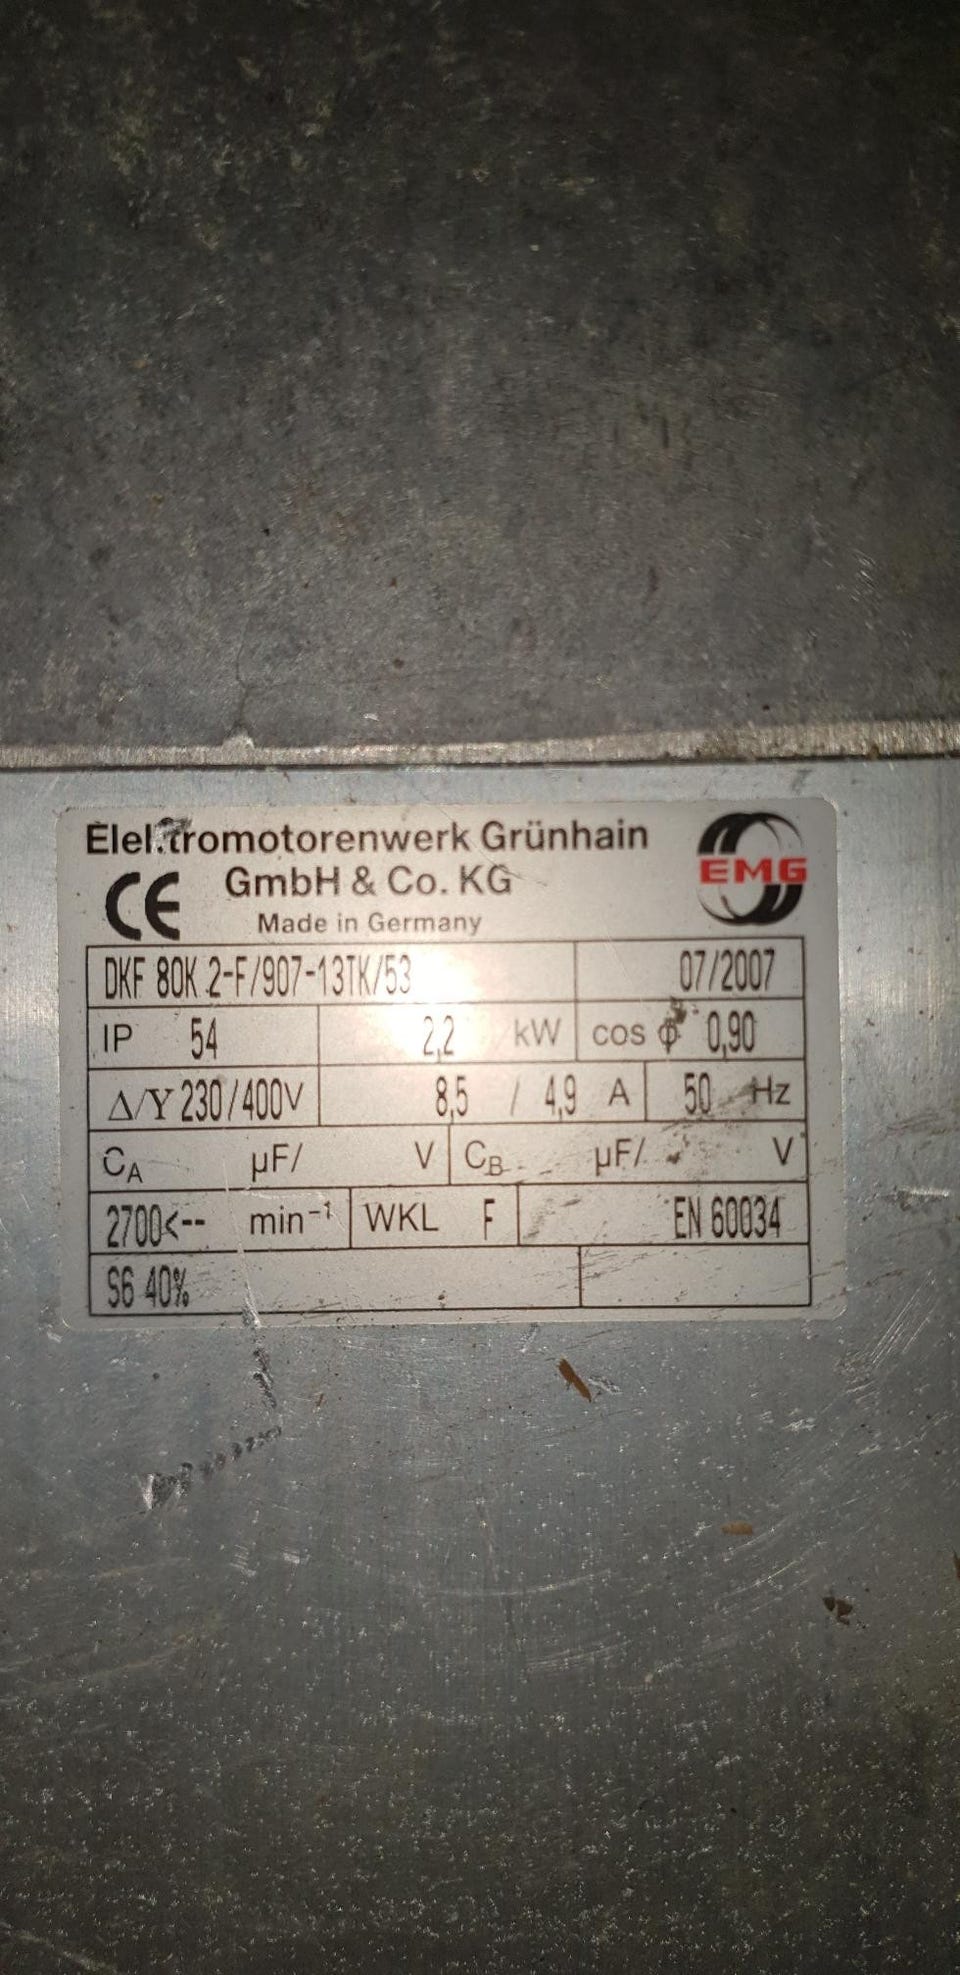 Elektromotorenwerk Grünhain
GmbH & Co. KG
EMG
CE
Made in Germany
DKF 80K 2-F/907-13TK/53 07/2007
IP 54 2,2 kW cos φ 0,90
Δ/Y 230/400V 8,5 / 4,9 A 50 Hz
CA µF/ V CB µF/ V
2700<-- min-1 WKL F EN 60034
S6 40%